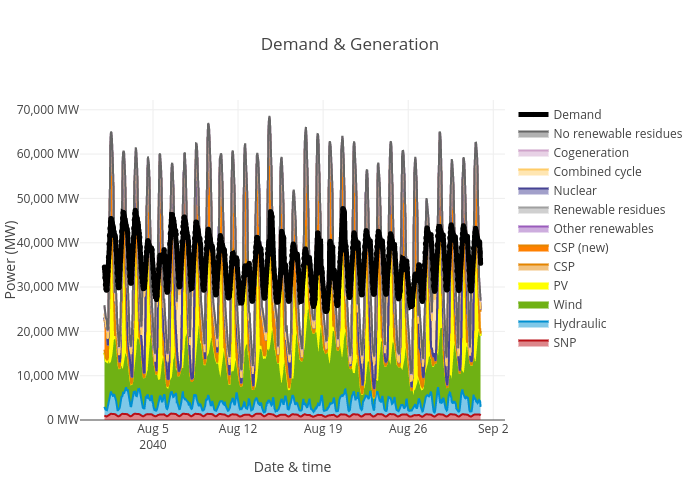 Demand & Generation
70,000 MW
60,000 MW
50,000 MW
40,000 MW
30,000 MW
20,000 MW
10,000 MW
0 MW
Power (MW)
Aug 5
2040
Aug 12
Aug 19
Aug 26
Sep 2
Date & time
Demand
No renewable residues
Cogeneration
Combined cycle
Nuclear
Renewable residues
Other renewables
CSP (new)
CSP
PV
Wind
Hydraulic
SNP